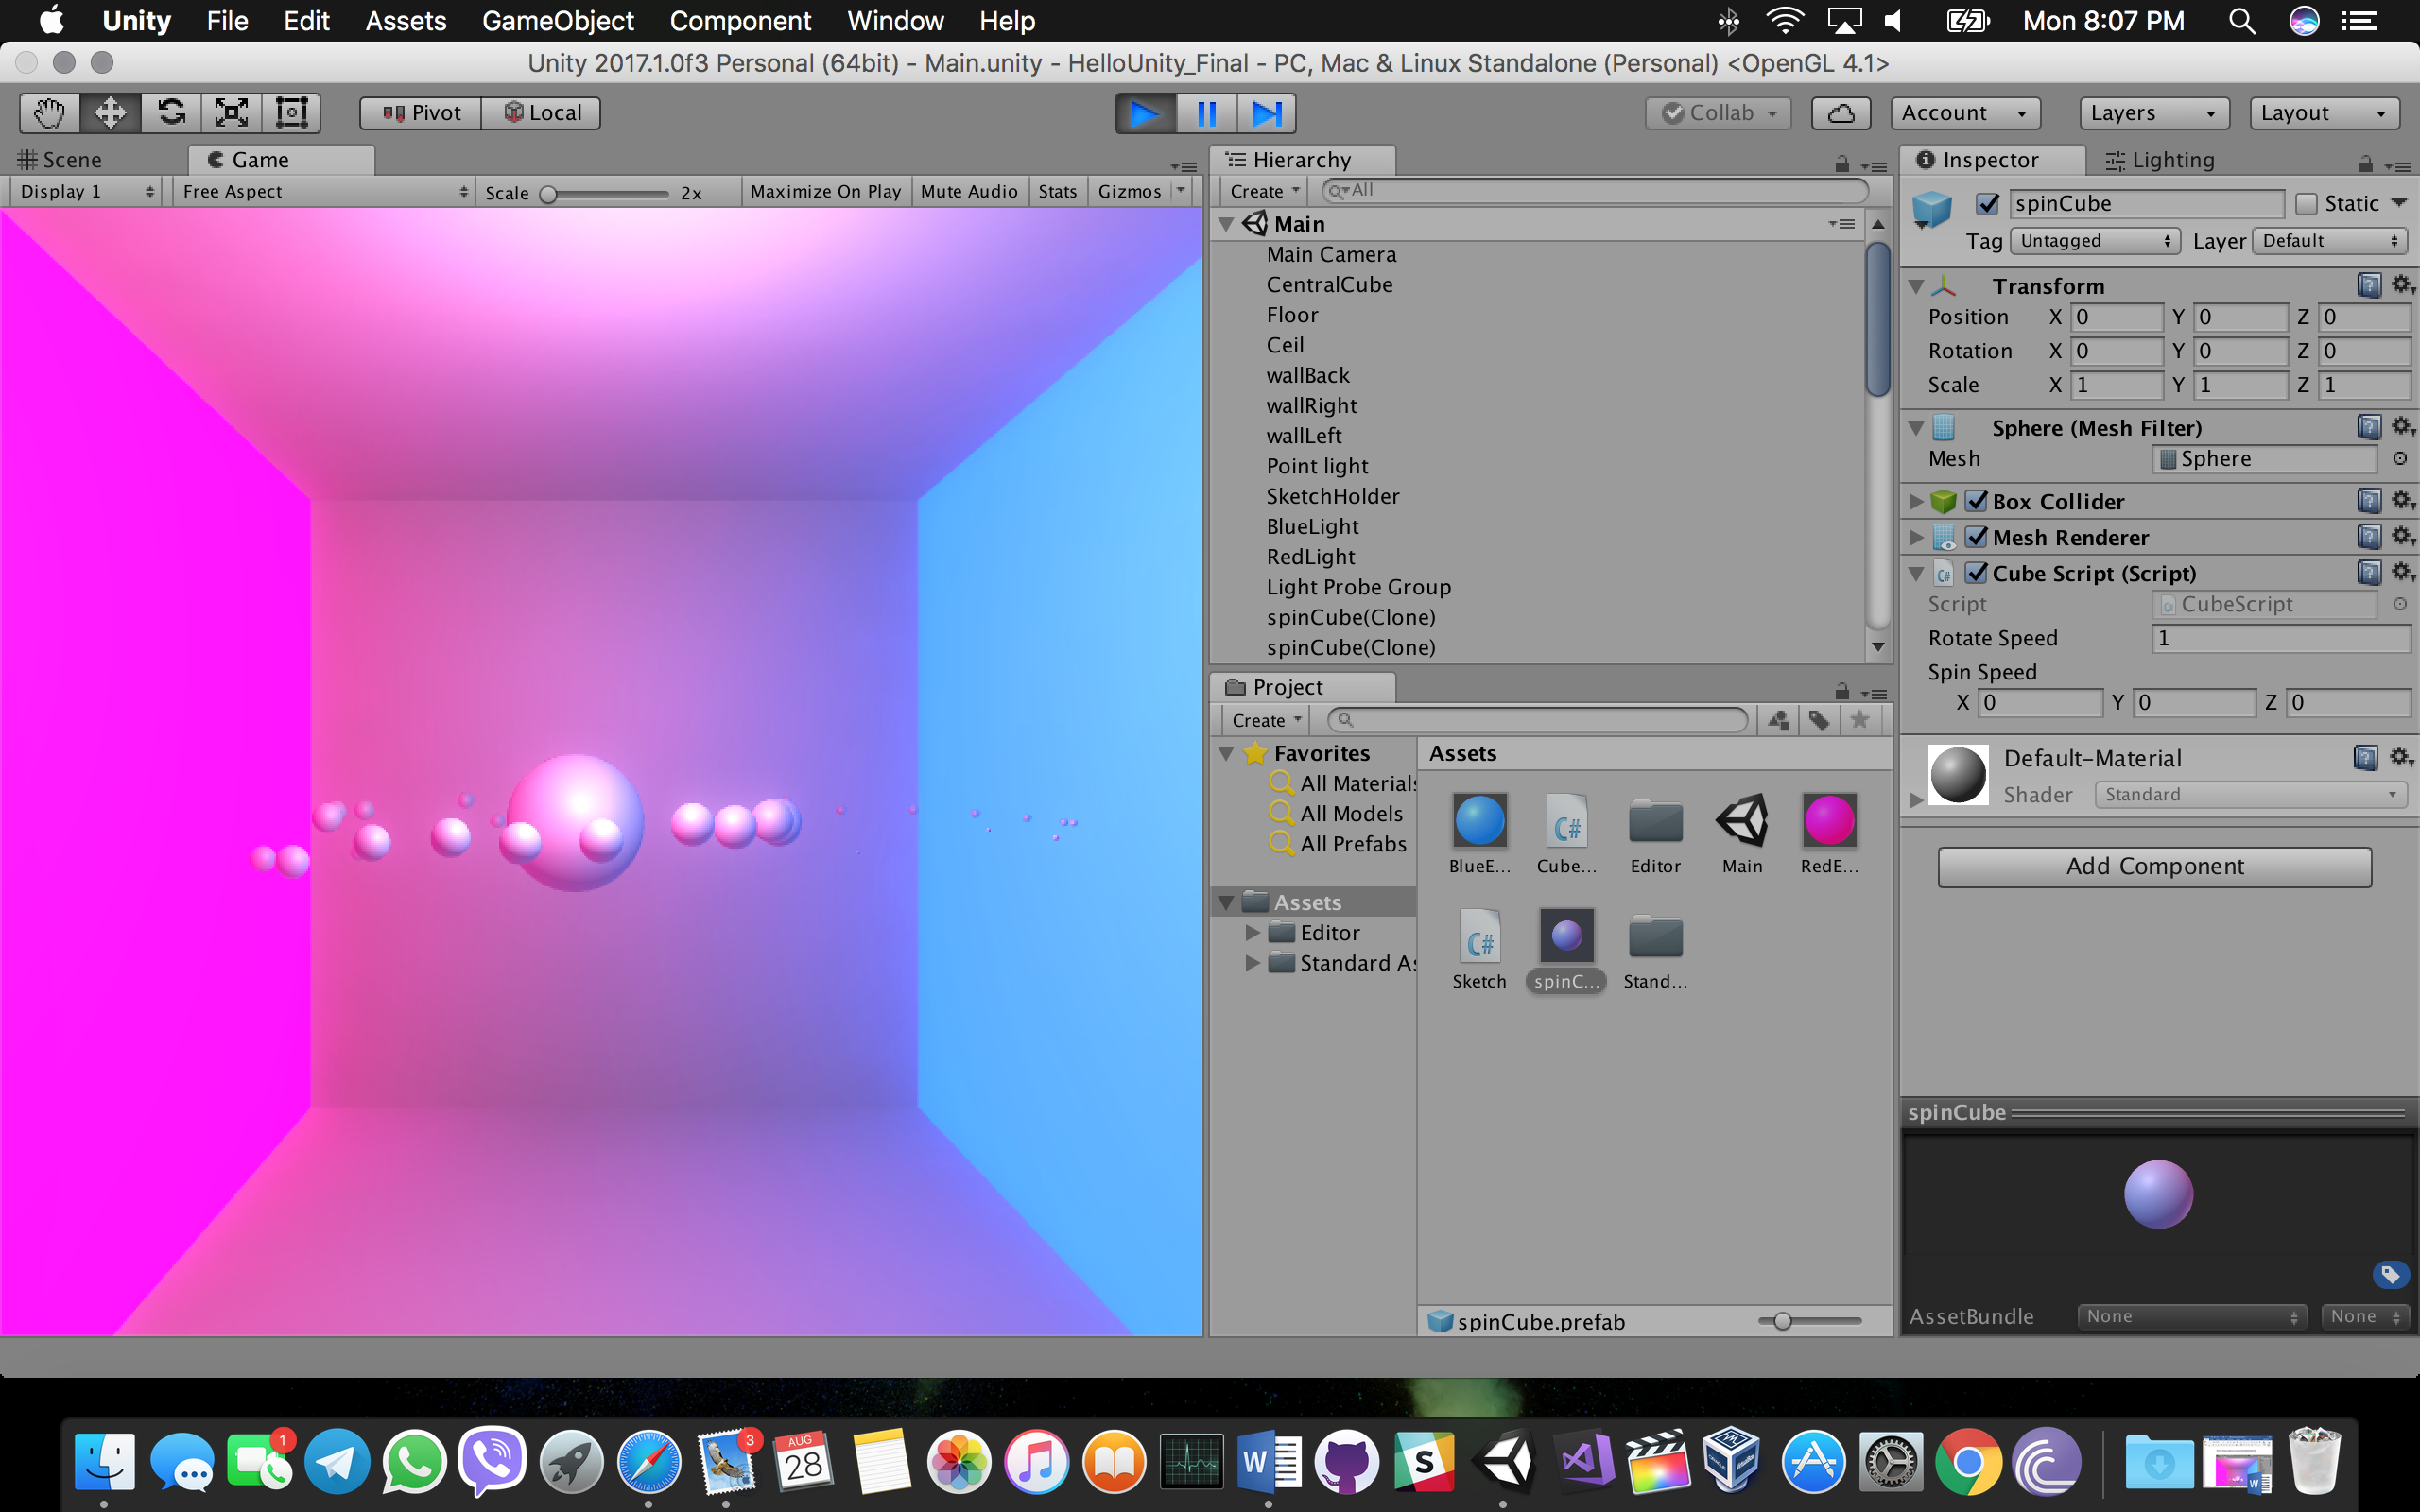 Unity File Edit Assets GameObject Component Window Help Mon 8:07 PM
Unity 2017.1.0f3 Personal (64bit) - Main.unity - HelloUnity_Final - PC, Mac & Linux Standalone (Personal) <OpenGL 4.1>
Pivot Local Collab Account Layers Layout
Scene Game
Display 1 Free Aspect Scale 2x Maximize On Play Mute Audio Stats Gizmos
Hierarchy
Create All
Main
Main Camera
CentralCube
Floor
Ceil
wallBack
wallRight
wallLeft
Point light
SketchHolder
BlueLight
RedLight
Light Probe Group
spinCube(Clone)
spinCube(Clone)
Project
Create
Favorites
All Materials
All Models
All Prefabs
Assets
Editor
Standard As
Assets
BlueE... Cube... Editor Main RedE...
C#
Sketch spinC... Stand...
C#
spinCube.prefab
Inspector Lighting
spinCube Static
Tag Untagged Layer Default
Transform
Position X 0 Y 0 Z 0
Rotation X 0 Y 0 Z 0
Scale X 1 Y 1 Z 1
Sphere (Mesh Filter)
Mesh Sphere
Box Collider
Mesh Renderer
C# Cube Script (Script)
Script CubeScript
Rotate Speed 1
Spin Speed
X 0 Y 0 Z 0
Default-Material
Shader Standard
Add Component
spinCube
AssetBundle None None
1
3
AUG
28
W
S